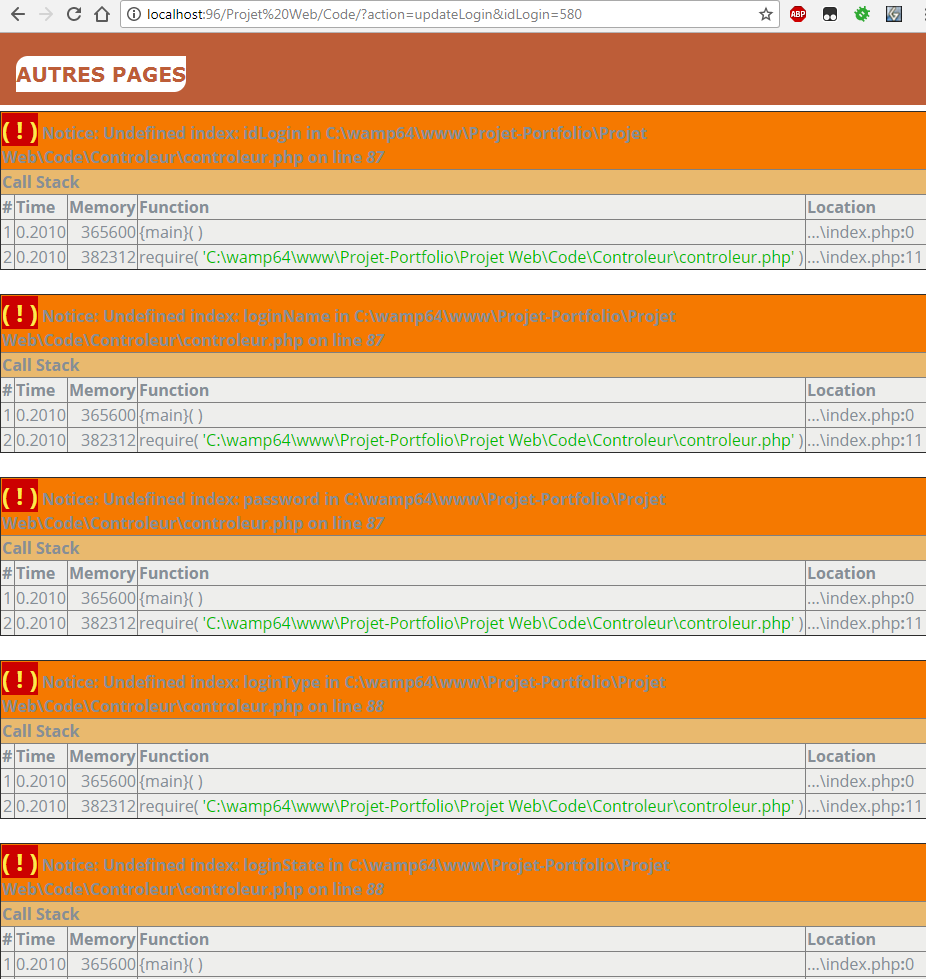 localhost:96/Projet%20Web/Code/?action=updateLogin&idLogin=580
ABP
AUTRES PAGES
( ! ) Notice: Undefined index: idLogin in C:\wamp64\www\Projet-Portfolio\Projet
Web\Code\Controleur\controleur.php on line 87
Call Stack
# Time Memory Function Location
1 0.2010 365600 {main}( ) ...\index.php:0
2 0.2010 382312 require( 'C:\wamp64\www\Projet-Portfolio\Projet Web\Code\Controleur\controleur.php' ) ...\index.php:11
( ! ) Notice: Undefined index: loginName in C:\wamp64\www\Projet-Portfolio\Projet
Web\Code\Controleur\controleur.php on line 87
Call Stack
# Time Memory Function Location
1 0.2010 365600 {main}( ) ...\index.php:0
2 0.2010 382312 require( 'C:\wamp64\www\Projet-Portfolio\Projet Web\Code\Controleur\controleur.php' ) ...\index.php:11
( ! ) Notice: Undefined index: password in C:\wamp64\www\Projet-Portfolio\Projet
Web\Code\Controleur\controleur.php on line 87
Call Stack
# Time Memory Function Location
1 0.2010 365600 {main}( ) ...\index.php:0
2 0.2010 382312 require( 'C:\wamp64\www\Projet-Portfolio\Projet Web\Code\Controleur\controleur.php' ) ...\index.php:11
( ! ) Notice: Undefined index: loginType in C:\wamp64\www\Projet-Portfolio\Projet
Web\Code\Controleur\controleur.php on line 88
Call Stack
# Time Memory Function Location
1 0.2010 365600 {main}( ) ...\index.php:0
2 0.2010 382312 require( 'C:\wamp64\www\Projet-Portfolio\Projet Web\Code\Controleur\controleur.php' ) ...\index.php:11
( ! ) Notice: Undefined index: loginState in C:\wamp64\www\Projet-Portfolio\Projet
Web\Code\Controleur\controleur.php on line 88
Call Stack
# Time Memory Function Location
1 0.2010 365600 {main}( ) ...\index.php:0